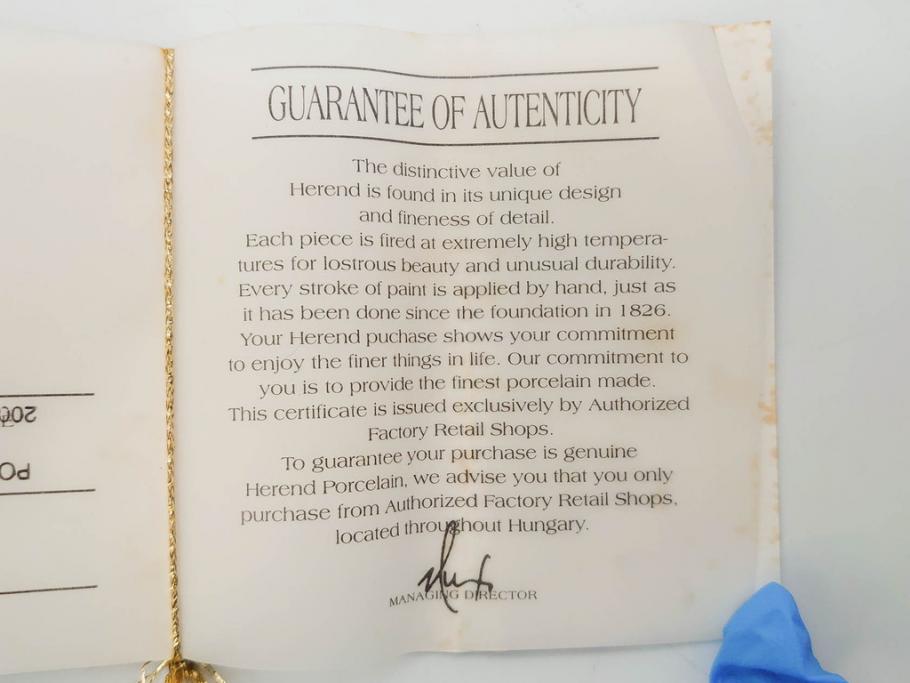 GUARANTEE OF AUTENTICITY
The distinctive value of
Herend is found in its unique design
and fineness of detail.
Each piece is fired at extremely high tempera-
tures for lostrous beauty and unusual durability.
Every stroke of paint is applied by hand, just as
it has been done since the foundation in 1826.
Your Herend puchase shows your commitment
to enjoy the finer things in life. Our commitment to
you is to provide the finest porcelain made.
This certificate is issued exclusively by Authorized
Factory Retail Shops.
To guarantee your purchase is genuine
Herend Porcelain, we advise you that you only
purchase from Authorized Factory Retail Shops,
located throughout Hungary.
MANAGING DIRECTOR